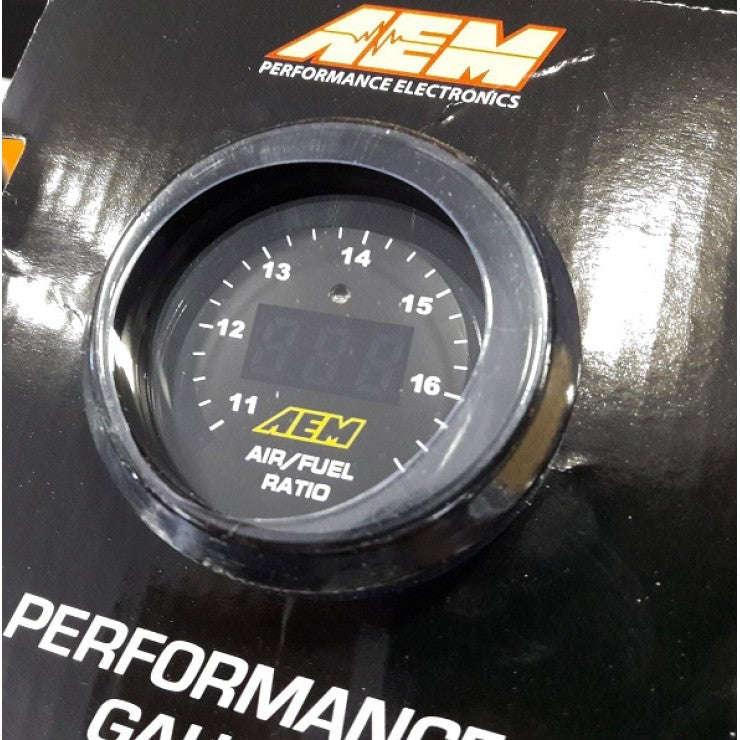 AEM
PERFORMANCE ELECTRONICS
14
13
15
12
16
11
AEM
AIR/FUEL
RATIO
PERFORMANCE